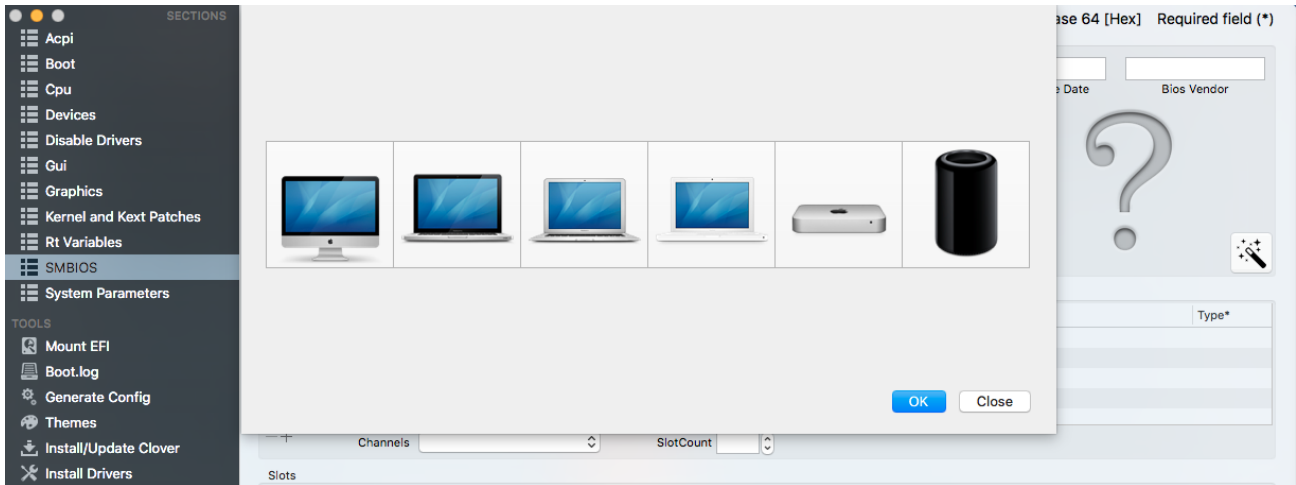 SECTIONS
Acpi
Boot
Cpu
Devices
Disable Drivers
Gui
Graphics
Kernel and Kext Patches
Rt Variables
SMBIOS
System Parameters
TOOLS
Mount EFI
Boot.log
Generate Config
Themes
Install/Update Clover
Install Drivers
ase 64 [Hex] Required field (*)
e Date Bios Vendor
?
Type*
OK Close
Channels SlotCount
Slots